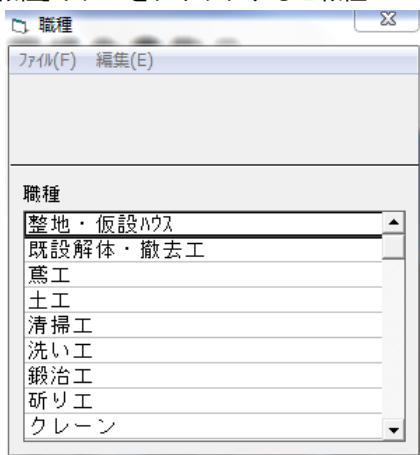 職種
ﾌｧｲﾙ(F) 編集(E)
職種
整地・仮設ﾊｳｽ
既設解体・撤去工
鳶工
土工
清掃工
洗い工
鍛冶工
斫り工
クレーン